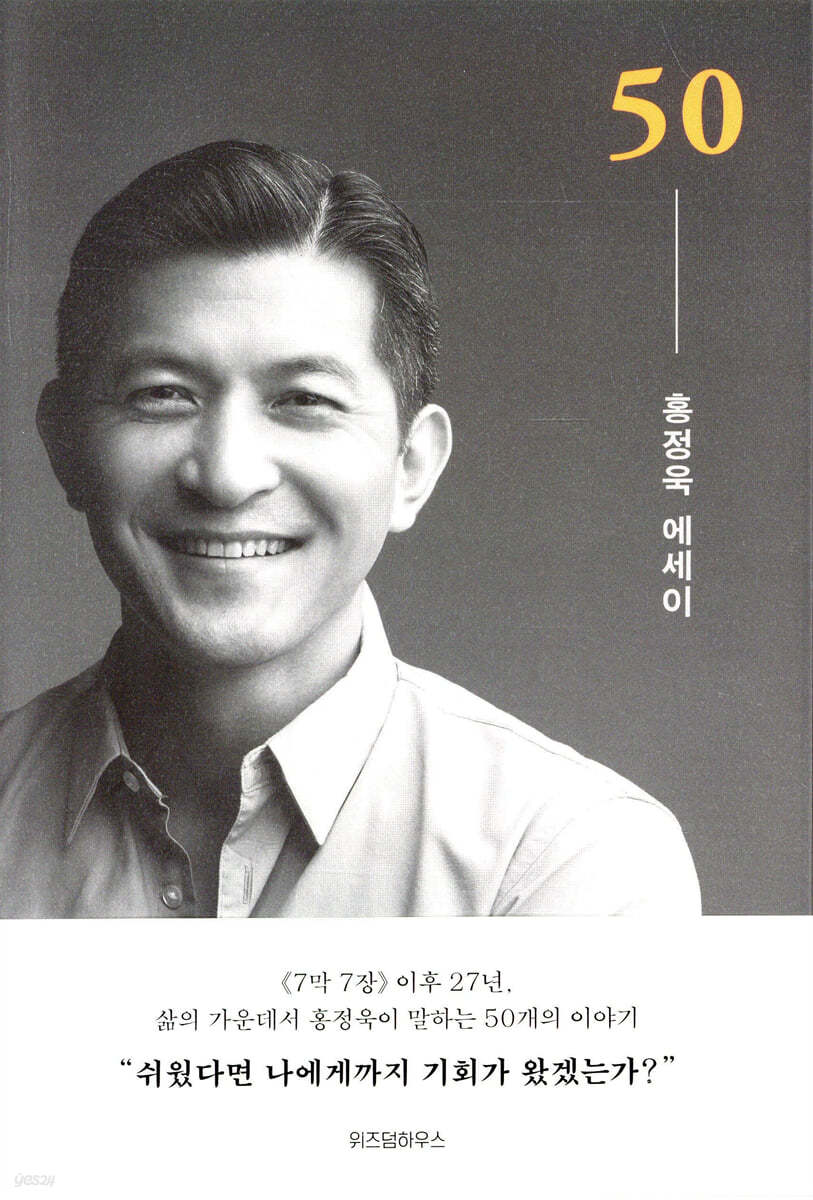 50
홍정욱 에세이
《7막 7장》 이후 27년,
삶의 가운데서 홍정욱이 말하는 50개의 이야기
“쉬웠다면 나에게까지 기회가 왔겠는가?”
위즈덤하우스
yes24